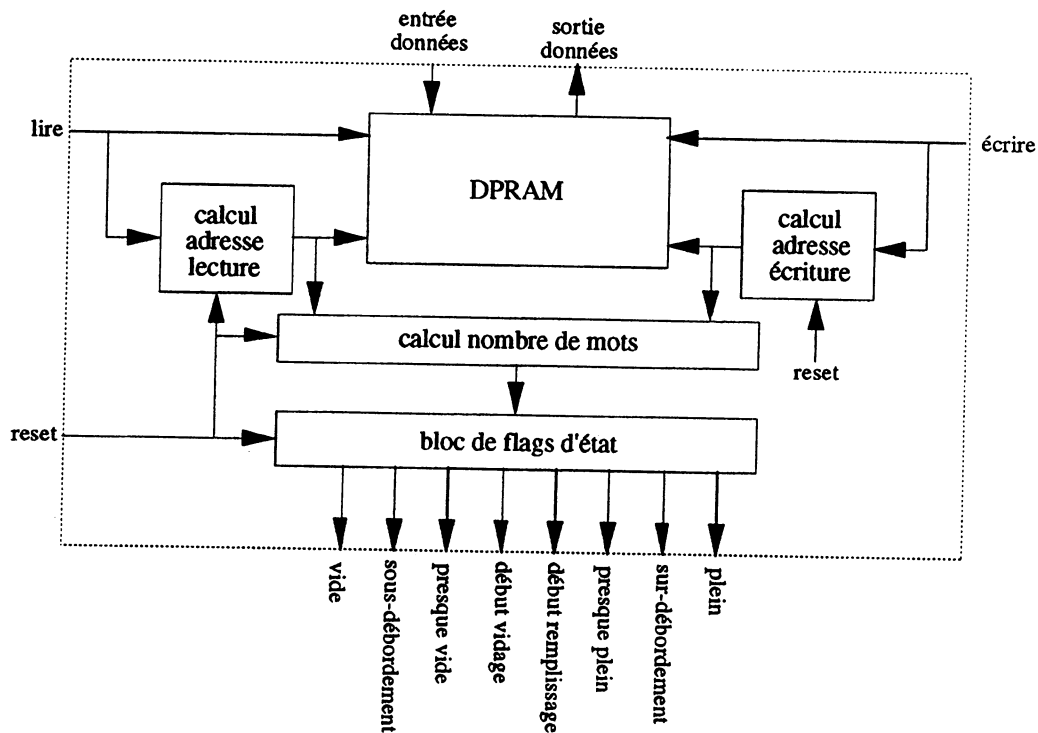 entrée
données
sortie
données
lire
écrire
DPRAM
calcul
adresse
lecture
calcul
adresse
écriture
calcul nombre de mots
reset
reset
bloc de flags d'état
vide
sous-débordement
presque vide
début vidage
début remplissage
presque plein
sur-débordement
plein